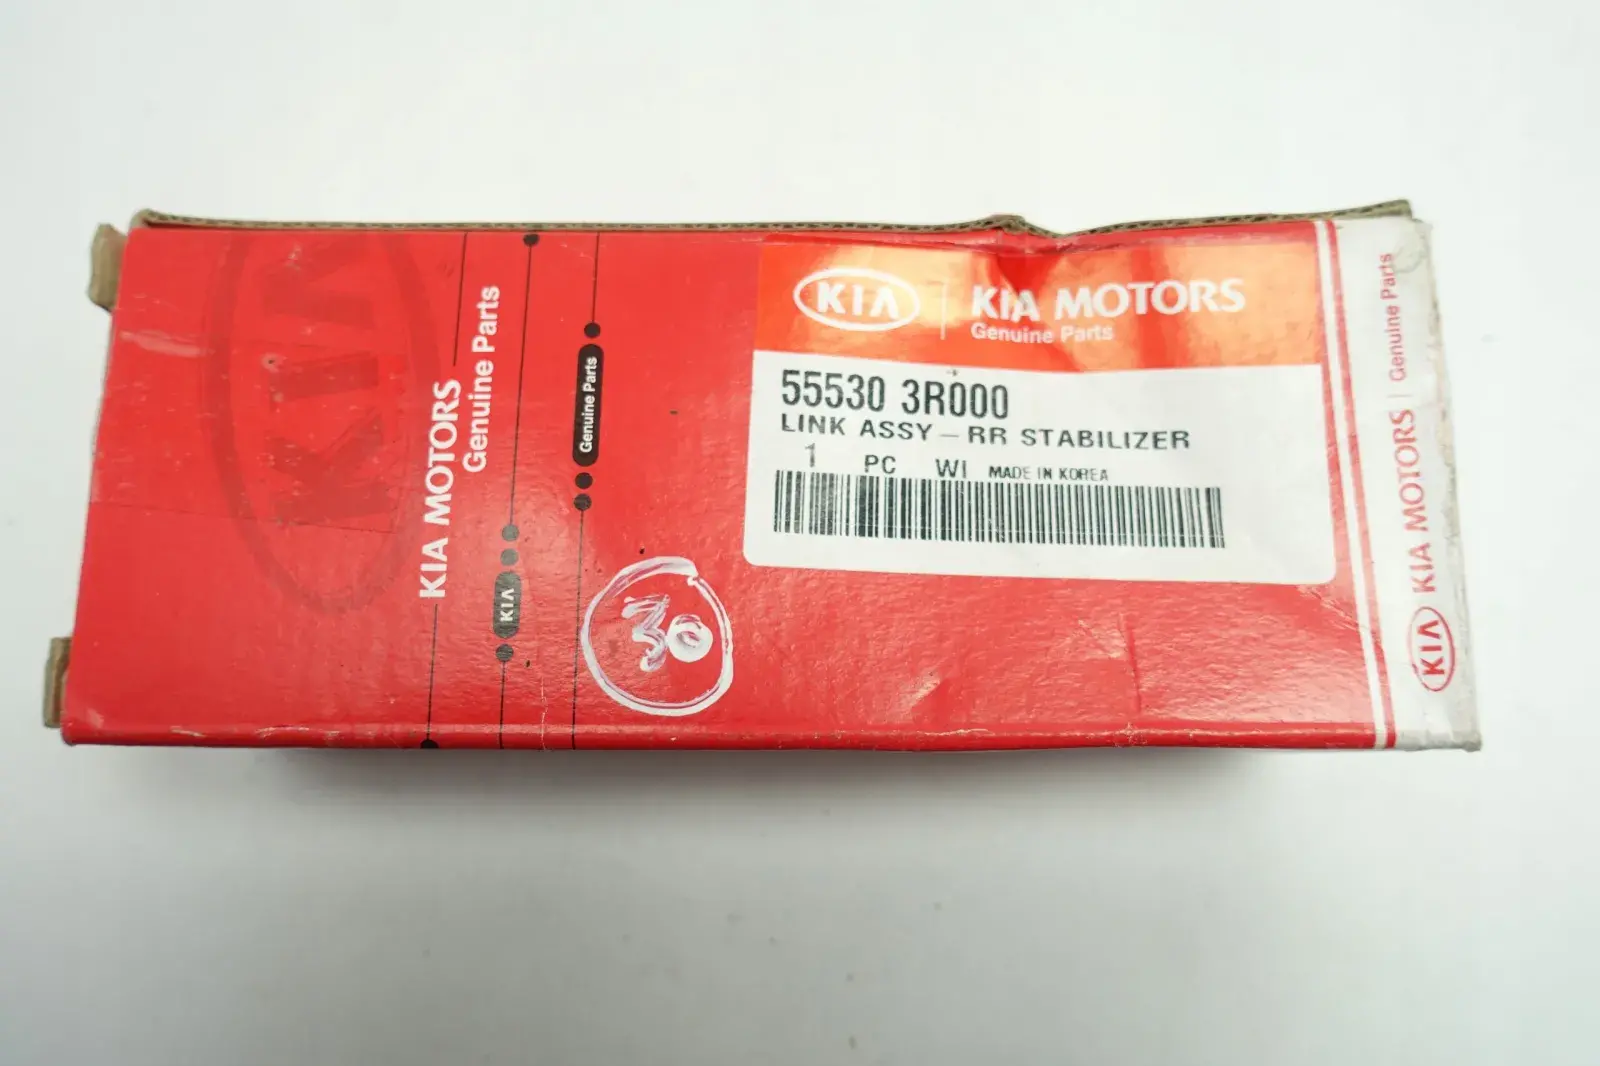 KIA
KIA MOTORS
Genuine Parts
KIA
Genuine Parts
30
KIA
KIA MOTORS
Genuine Parts
55530 3R000
LINK ASSY – RR STABILIZER
1 PC WI MADE IN KOREA
KIA KIA MOTORS | Genuine Parts